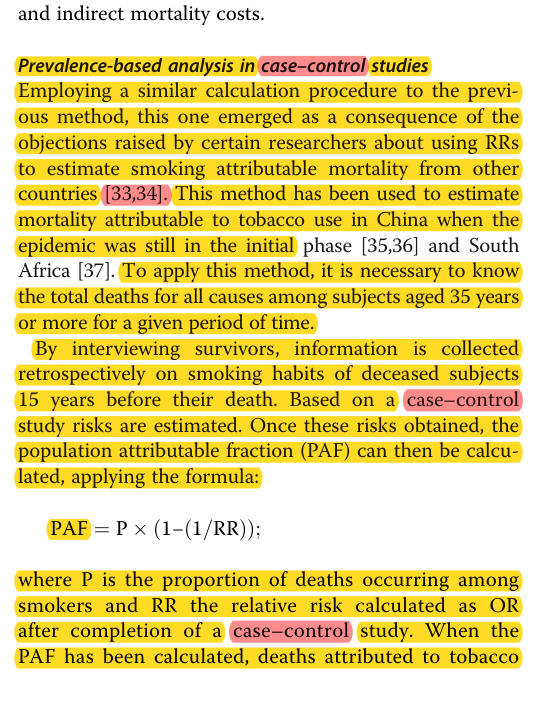 and indirect mortality costs.
Prevalence-based analysis in case–control studies
Employing a similar calculation procedure to the previ-
ous method, this one emerged as a consequence of the
objections raised by certain researchers about using RRs
to estimate smoking attributable mortality from other
countries [33,34]. This method has been used to estimate
mortality attributable to tobacco use in China when the
epidemic was still in the initial phase [35,36] and South
Africa [37]. To apply this method, it is necessary to know
the total deaths for all causes among subjects aged 35 years
or more for a given period of time.
By interviewing survivors, information is collected
retrospectively on smoking habits of deceased subjects
15 years before their death. Based on a case–control
study risks are estimated. Once these risks obtained, the
population attributable fraction (PAF) can then be calcu-
lated, applying the formula:
PAF = P × (1–(1/RR));
where P is the proportion of deaths occurring among
smokers and RR the relative risk calculated as OR
after completion of a case–control study. When the
PAF has been calculated, deaths attributed to tobacco